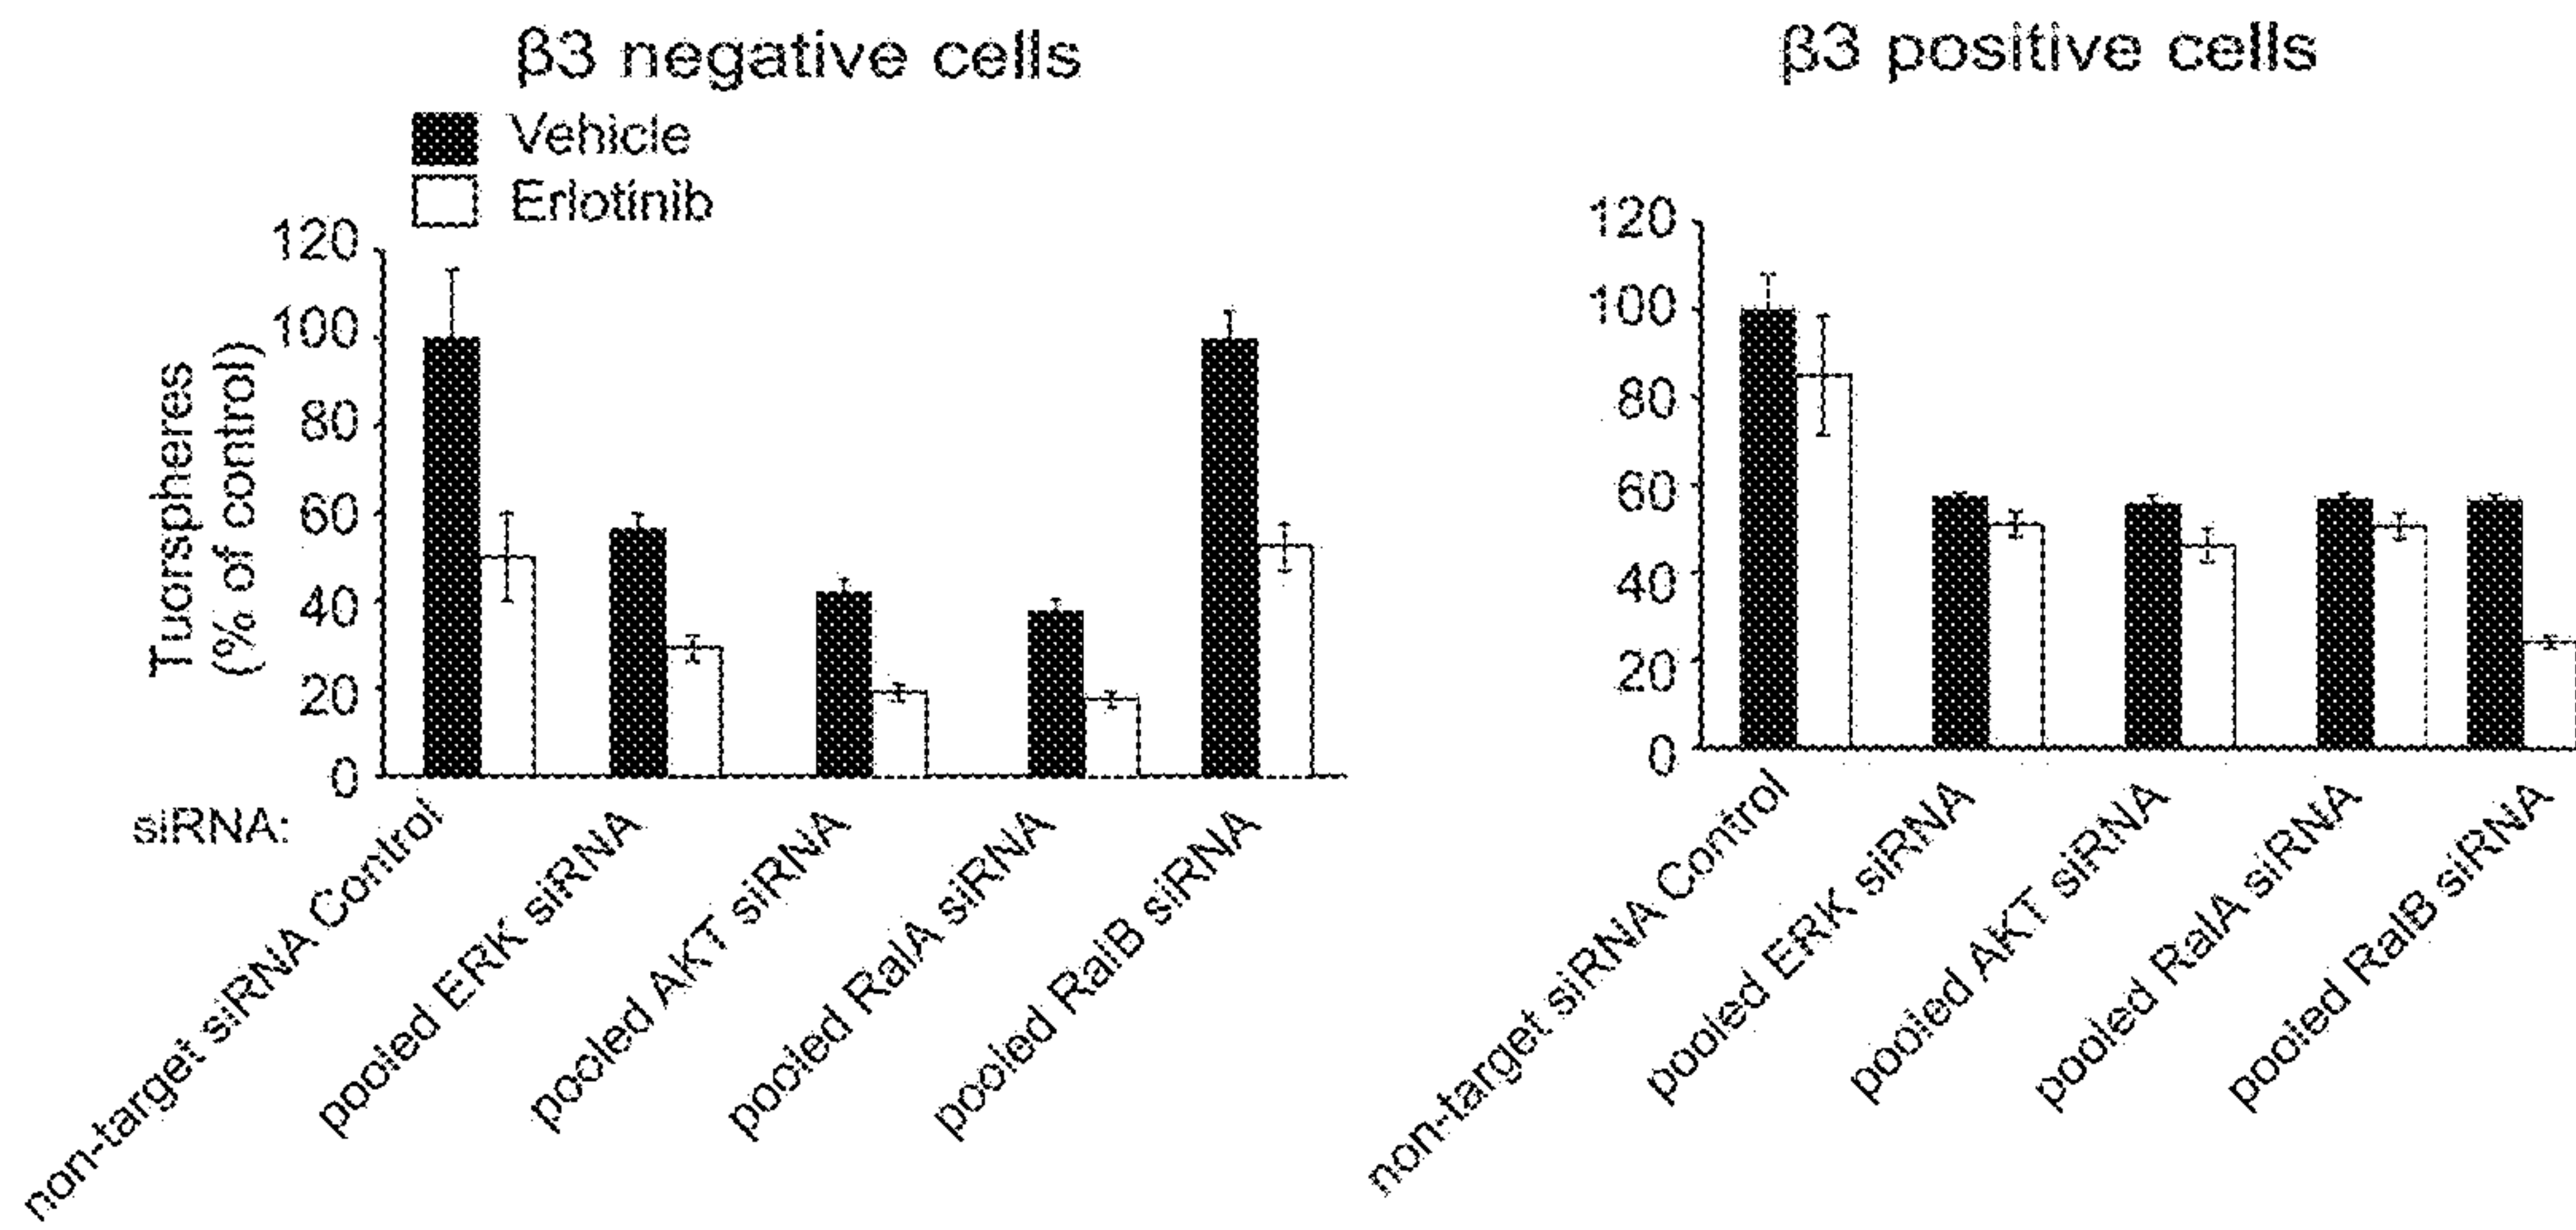 β3 negative cells
Vehicle
Erlotinib
Tuorspheres
(% of control)
120
100
80
60
40
20
0
siRNA:
non-target siRNA Control
pooled ERK siRNA
pooled AKT siRNA
pooled RalA siRNA
pooled RalB siRNA
β3 positive cells
120
100
80
60
40
20
0
non-target siRNA Control
pooled ERK siRNA
pooled AKT siRNA
pooled RalA siRNA
pooled RalB siRNA